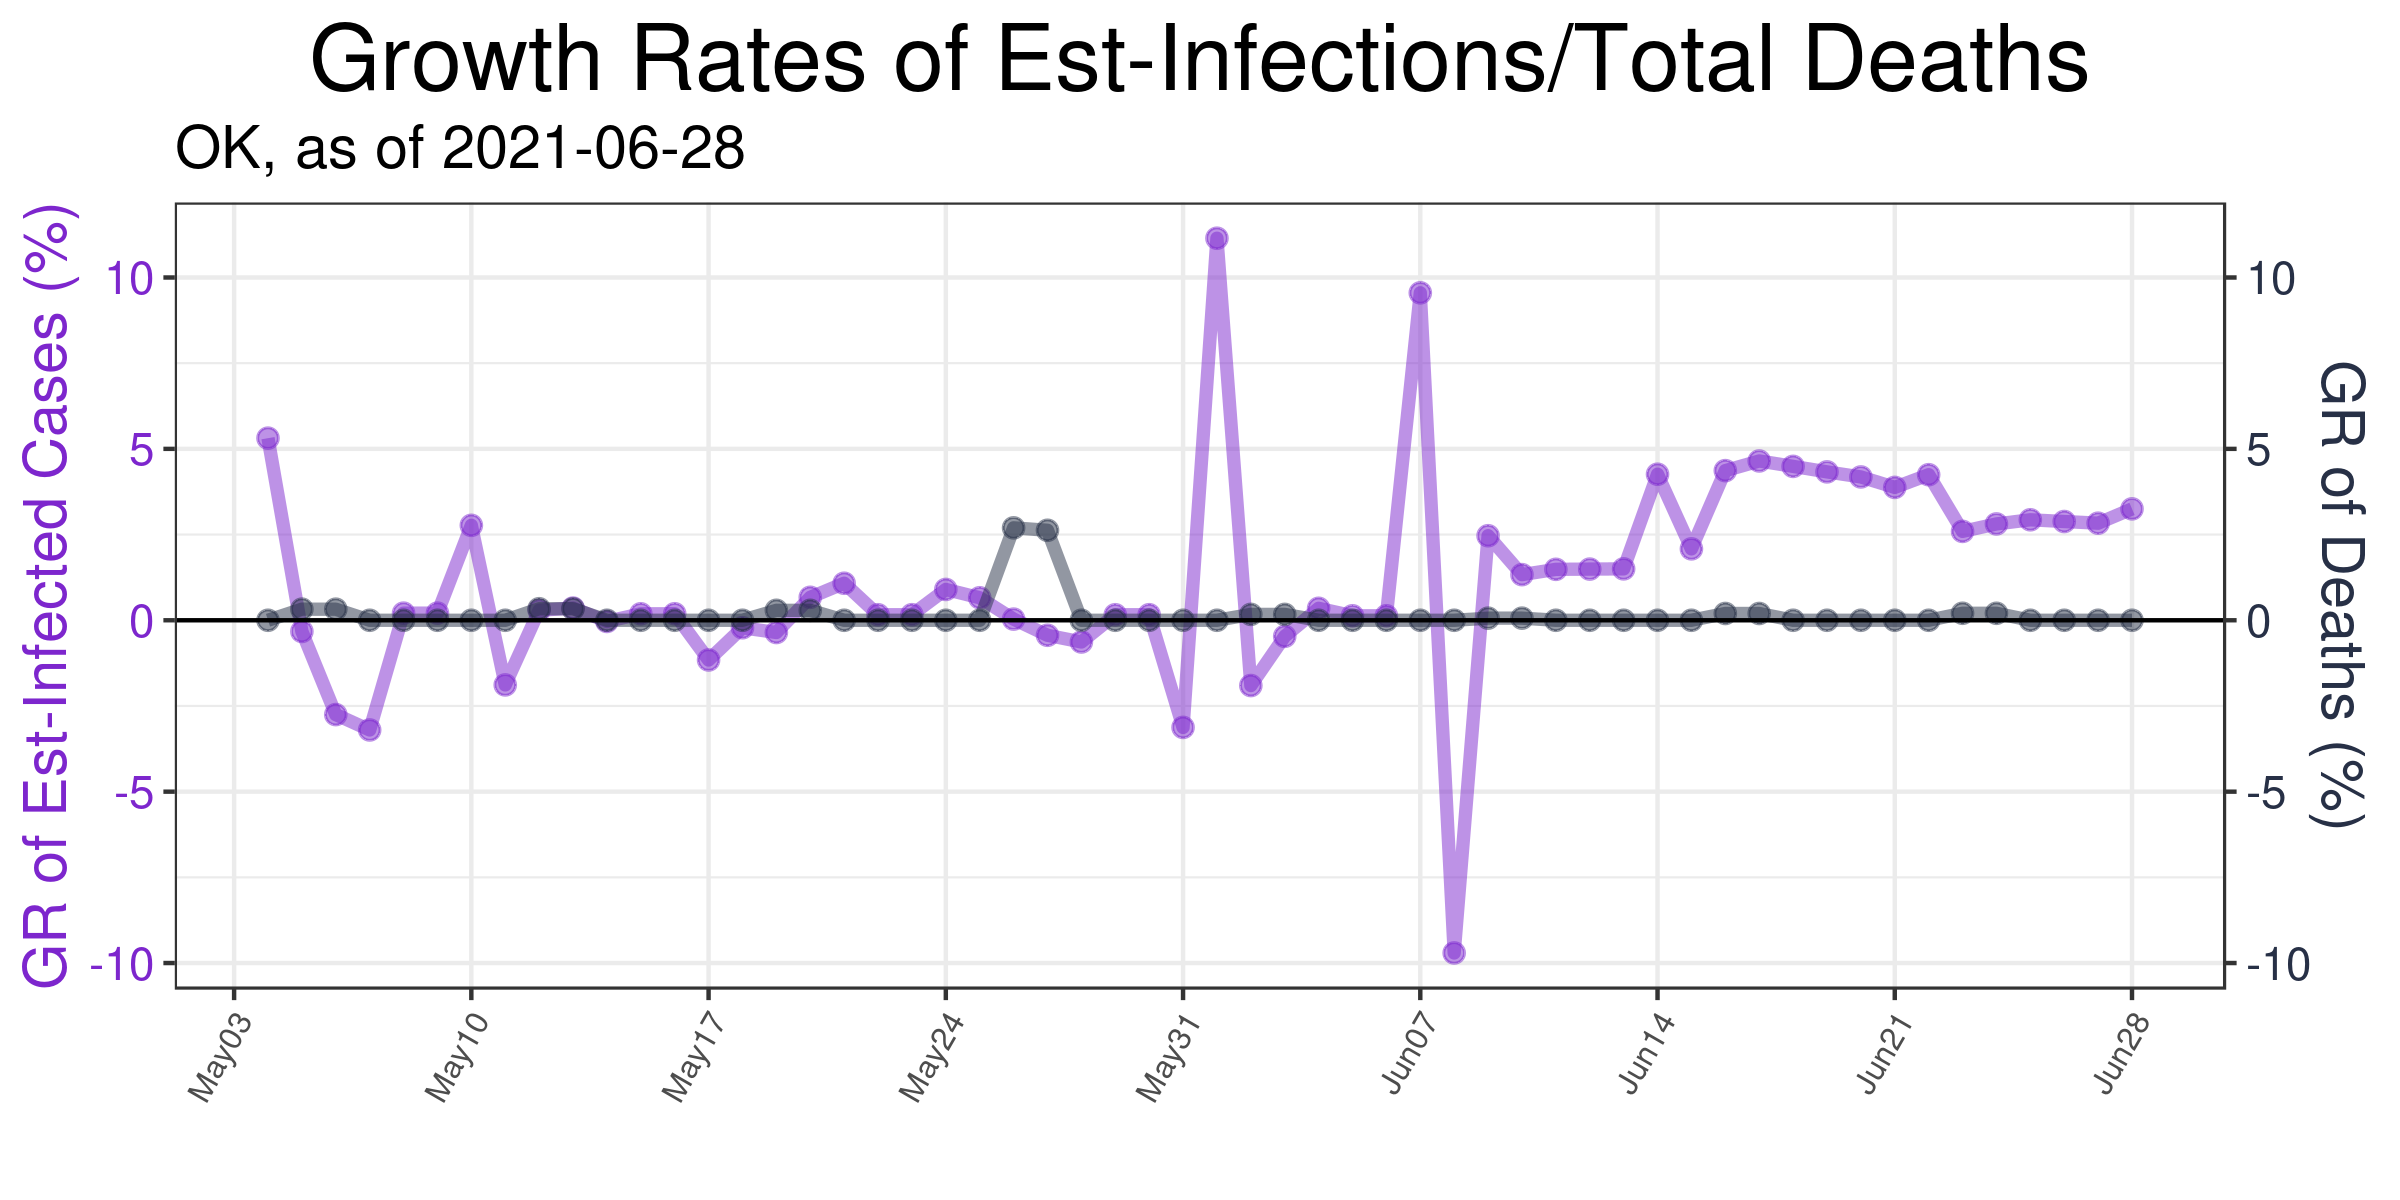 Growth Rates of Est-Infections/Total Deaths
OK, as of 2021-06-28
GR of Est-Infected Cases (%)
10
5
0
-5
-10
10
5
0
-5
-10
GR of Deaths (%)
May03
May10
May17
May24
May31
Jun07
Jun14
Jun21
Jun28